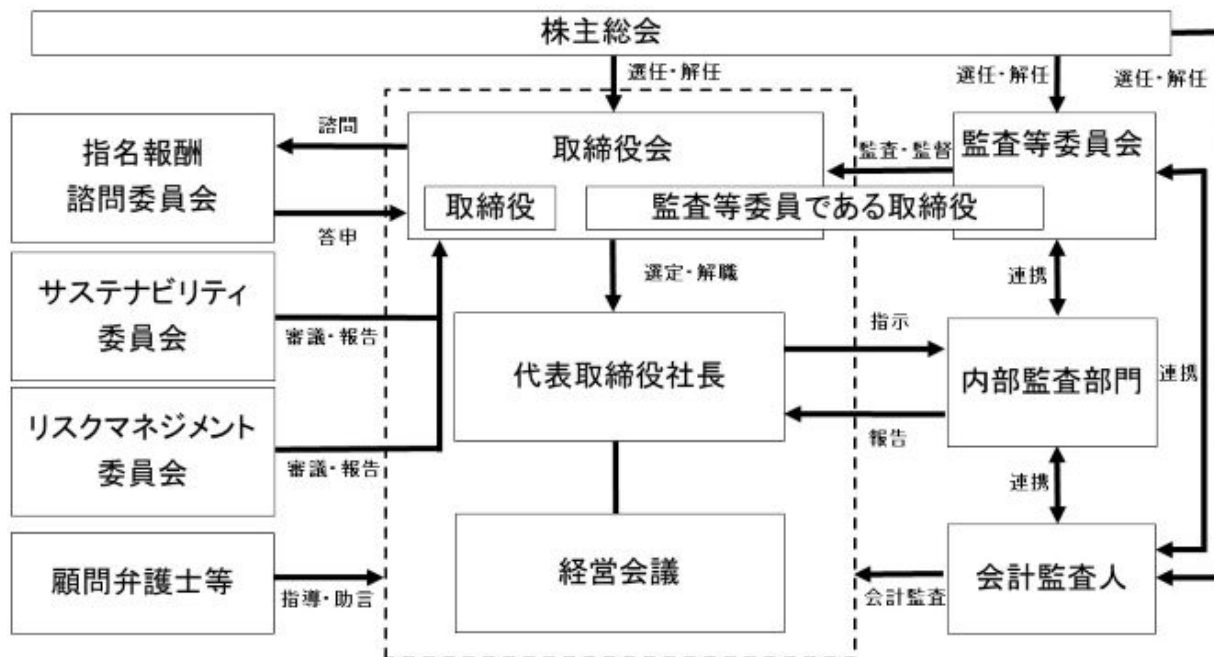 株主総会
選任・解任
選任・解任
選任・解任
指名報酬
諮問委員会
諮問
答申
取締役会
取締役
監査等委員である取締役
監査・監督
監査等委員会
サステナビリティ
委員会
審議・報告
選定・解職
連携
代表取締役社長
指示
報告
内部監査部門
連携
リスクマネジメント
委員会
審議・報告
連携
顧問弁護士等
指導・助言
経営会議
会計監査
会計監査人